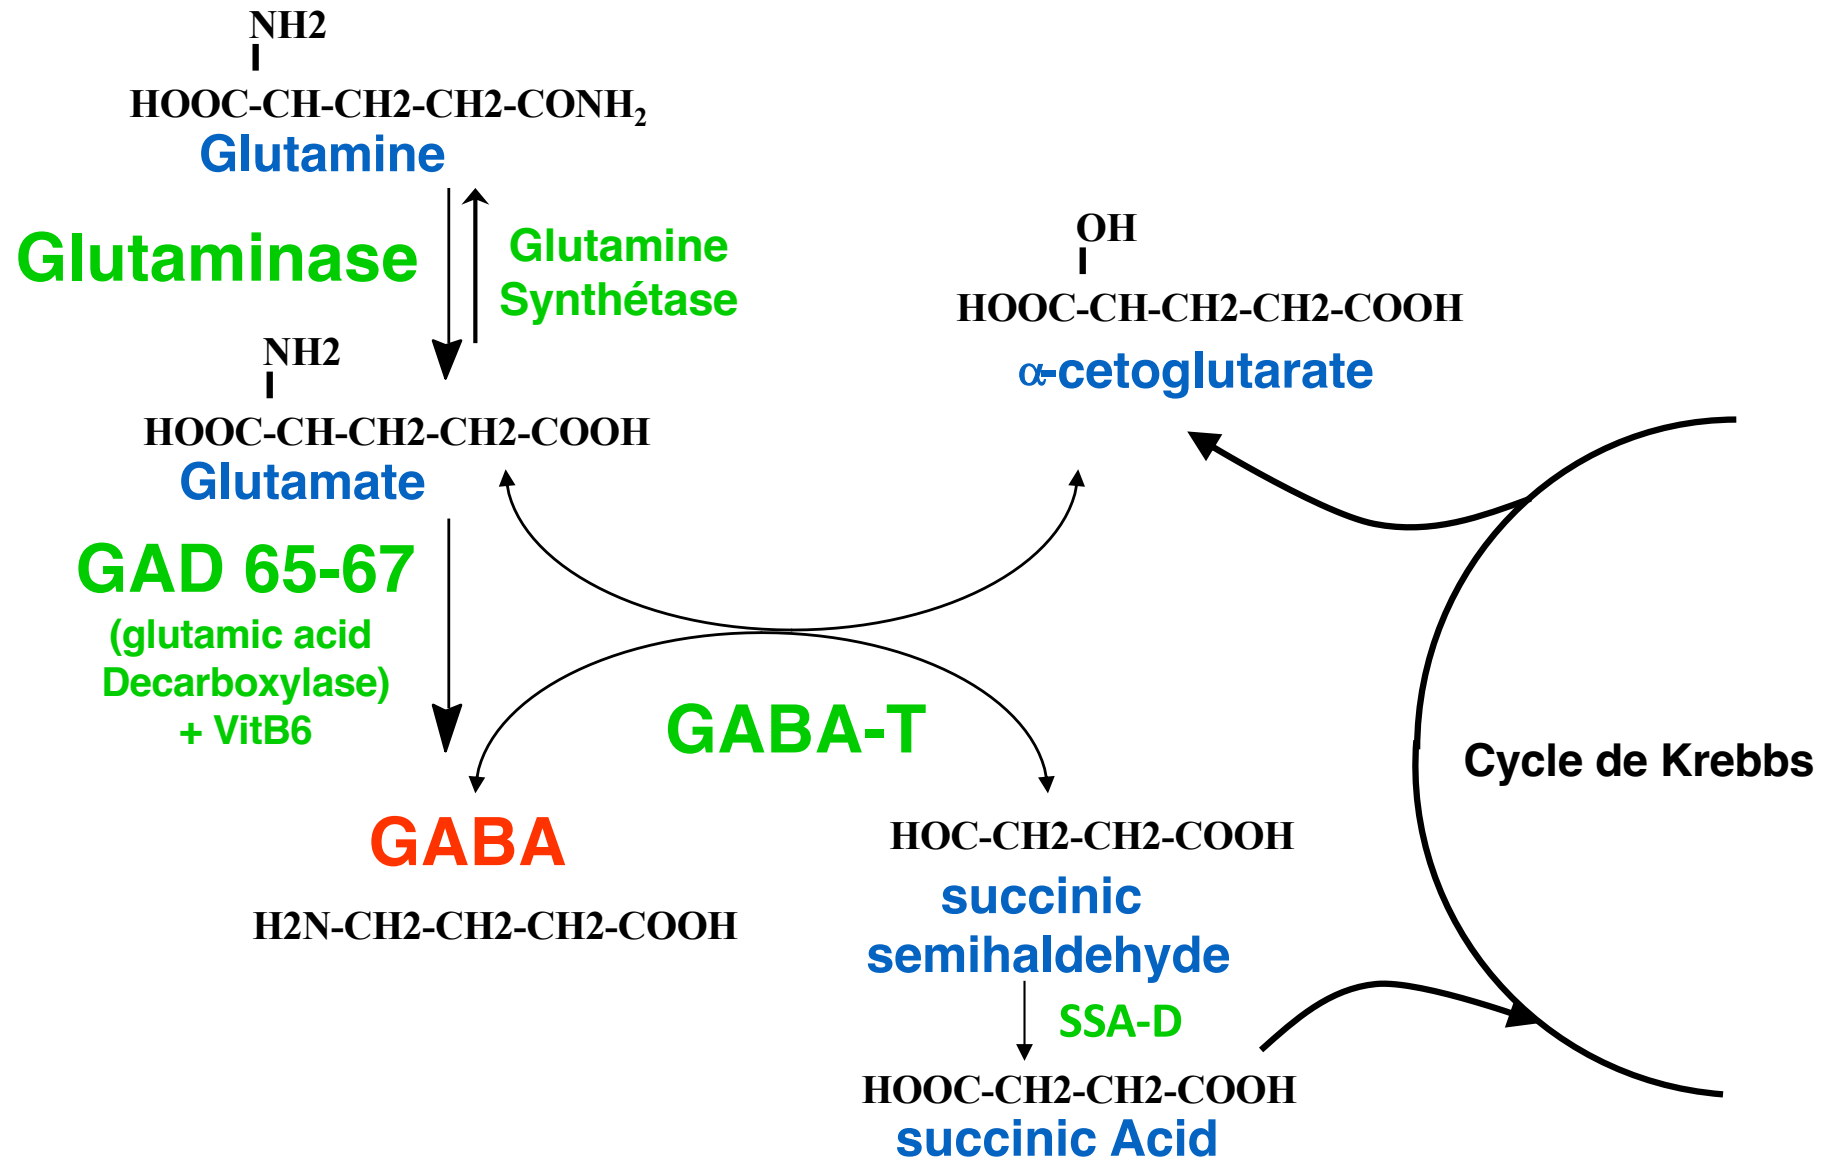 NH2
HOOC-CH-CH2-CH2-CONH2
Glutamine
Glutaminase
Glutamine
Synthétase
NH2
HOOC-CH-CH2-CH2-COOH
Glutamate
OH
HOOC-CH-CH2-CH2-COOH
α-cetoglutarate
GAD 65-67
(glutamic acid
Decarboxylase)
+ VitB6
GABA-T
Cycle de Krebbs
GABA
H2N-CH2-CH2-CH2-COOH
HOC-CH2-CH2-COOH
succinic
semihaldehyde
SSA-D
HOOC-CH2-CH2-COOH
succinic Acid